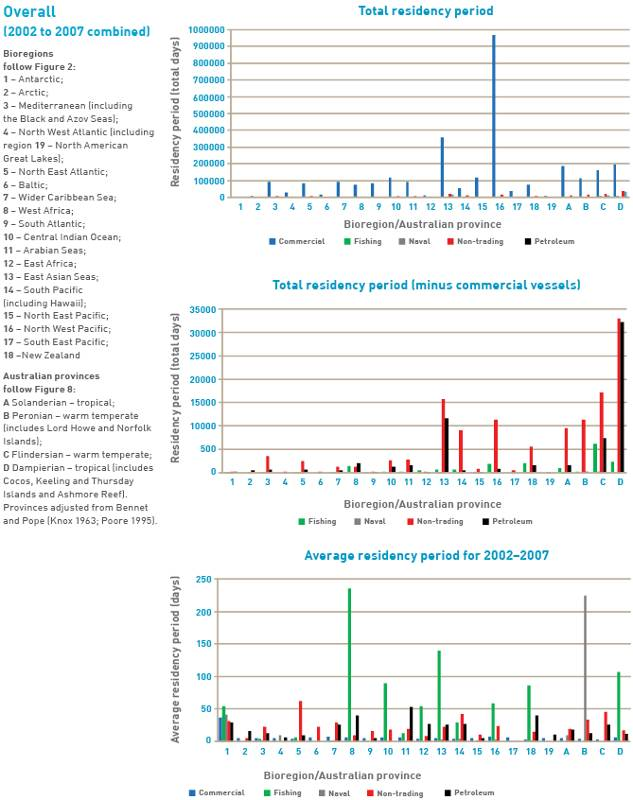 Overall
(2002 to 2007 combined)
Bioregions
follow Figure 2:
1 – Antarctic;
2 – Arctic;
3 – Mediterranean (including
the Black and Azov Seas);
4 – North West Atlantic (including
region 19 – North American
Great Lakes);
5 – North East Atlantic;
6 – Baltic;
7 – Wider Caribbean Sea;
8 – West Africa;
9 – South Atlantic;
10 – Central Indian Ocean;
11 – Arabian Seas;
12 – East Africa;
13 – East Asian Seas;
14 – South Pacific
(including Hawaii);
15 – North East Pacific;
16 – North West Pacific;
17 – South East Pacific;
18 –New Zealand
Australian provinces
follow Figure 8:
A Solanderian – tropical;
B Peronian – warm temperate
(includes Lord Howe and Norfolk
Islands);
C Flindersian – warm temperate;
D Dampierian – tropical (includes
Cocos, Keeling and Thursday
Islands and Ashmore Reef).
Provinces adjusted from Bennet
and Pope (Knox 1963; Poore 1995).
Total residency period
Residency period (total days)
1000000
900000
800000
700000
600000
500000
400000
300000
200000
100000
0
1 2 3 4 5 6 7 8 9 10 11 12 13 14 15 16 17 18 19 A B C D
Bioregion/Australian province
Commercial Fishing Naval Non-trading Petroleum
Total residency period (minus commercial vessels)
Residency period (total days)
35000
30000
25000
20000
15000
10000
500
0
1 2 3 4 5 6 7 8 9 10 11 12 13 14 15 16 17 18 19 A B C D
Bioregion/Australian province
Fishing Naval Non-trading Petroleum
Average residency period for 2002–2007
Average residency period (days)
250
200
150
100
50
0
1 2 3 4 5 6 7 8 9 10 11 12 13 14 15 16 17 18 19 A B C D
Bioregion/Australian province
Commercial Fishing Naval Non-trading Petroleum